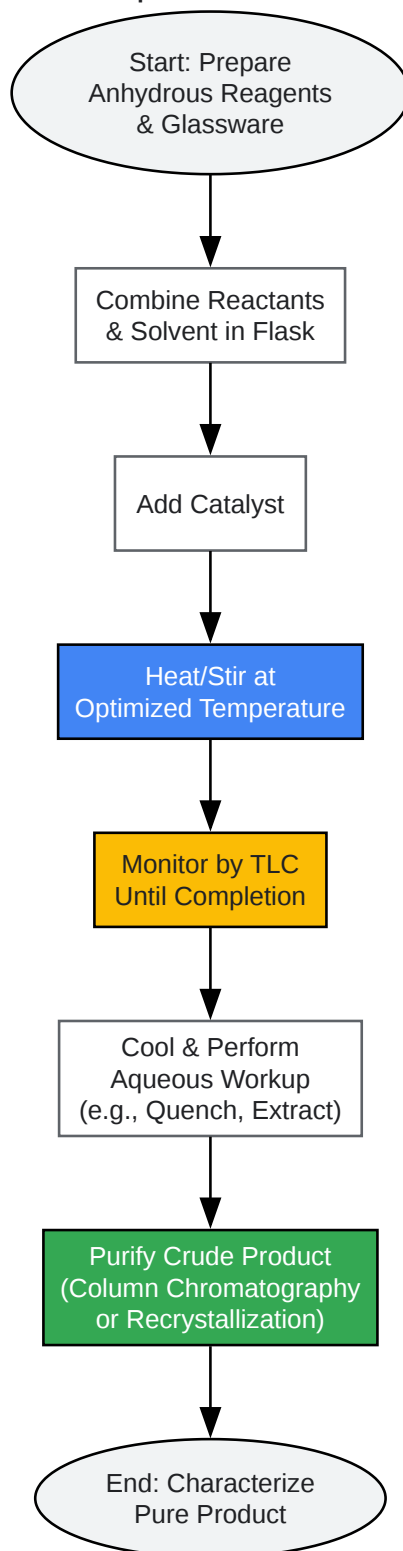 Start: Prepare
Anhydrous Reagents
& Glassware
Combine Reactants
& Solvent in Flask
Add Catalyst
Heat/Stir at
Optimized Temperature
Monitor by TLC
Until Completion
Cool & Perform
Aqueous Workup
(e.g., Quench, Extract)
Purify Crude Product
(Column Chromatography
or Recrystallization)
End: Characterize
Pure Product